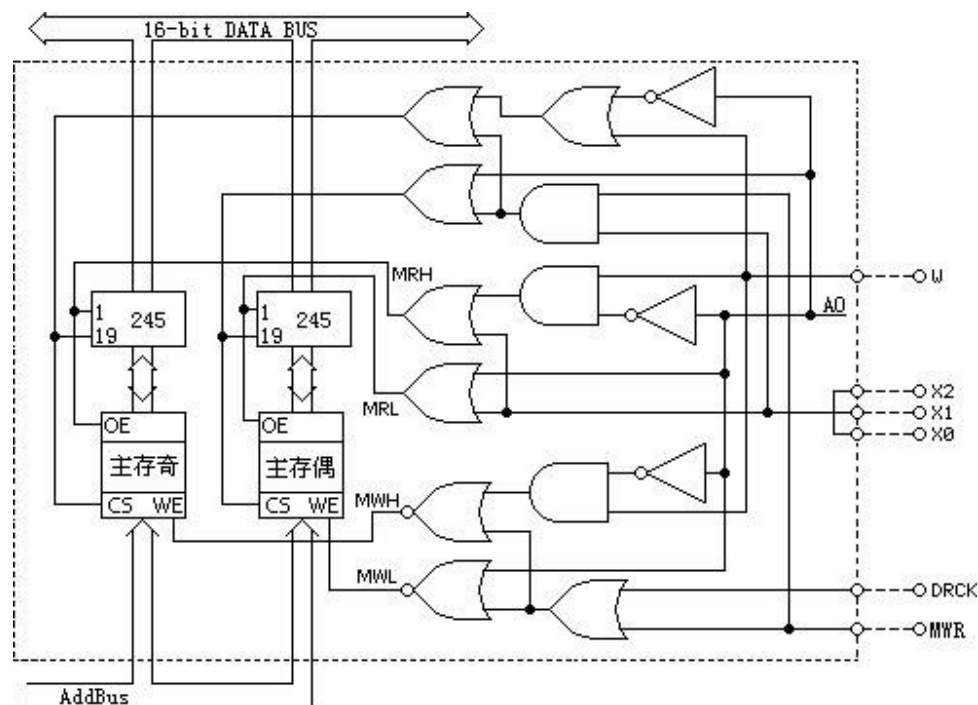 16-bit DATA BUS
MRH
W
A0
1
245
19
1
245
19
MRL
X2
X1
X0
OE
OE
主存奇
主存偶
CS WE
CS WE
MWH
MWL
DRCK
MWR
AddBus